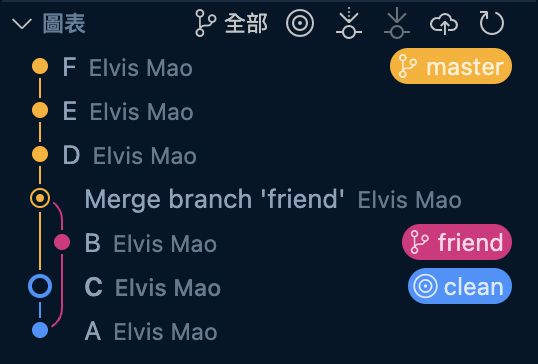 圖表 全部
F Elvis Mao master
E Elvis Mao
D Elvis Mao
Merge branch 'friend' Elvis Mao
B Elvis Mao friend
C Elvis Mao clean
A Elvis Mao